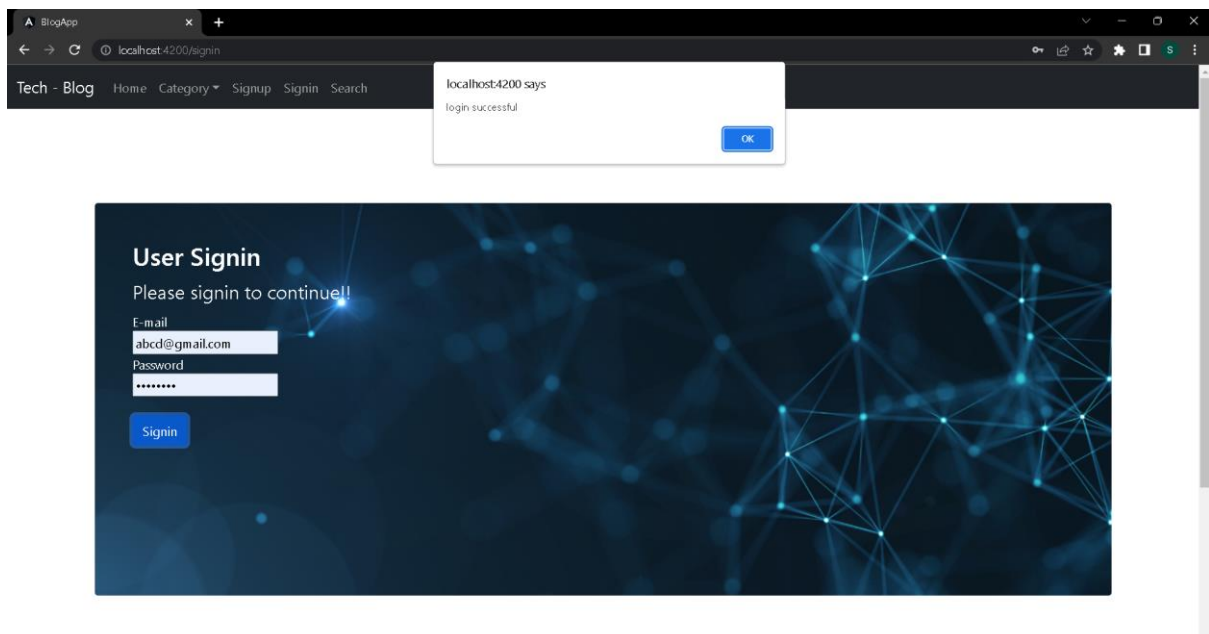 BlogApp
localhost:4200/signin
S
Tech - Blog Home Category Signup Signin Search
localhost:4200 says
login successful
OK
User Signin
Please signin to continue!!
E-mail
abcd@gmail.com
Password
••••••••
Signin